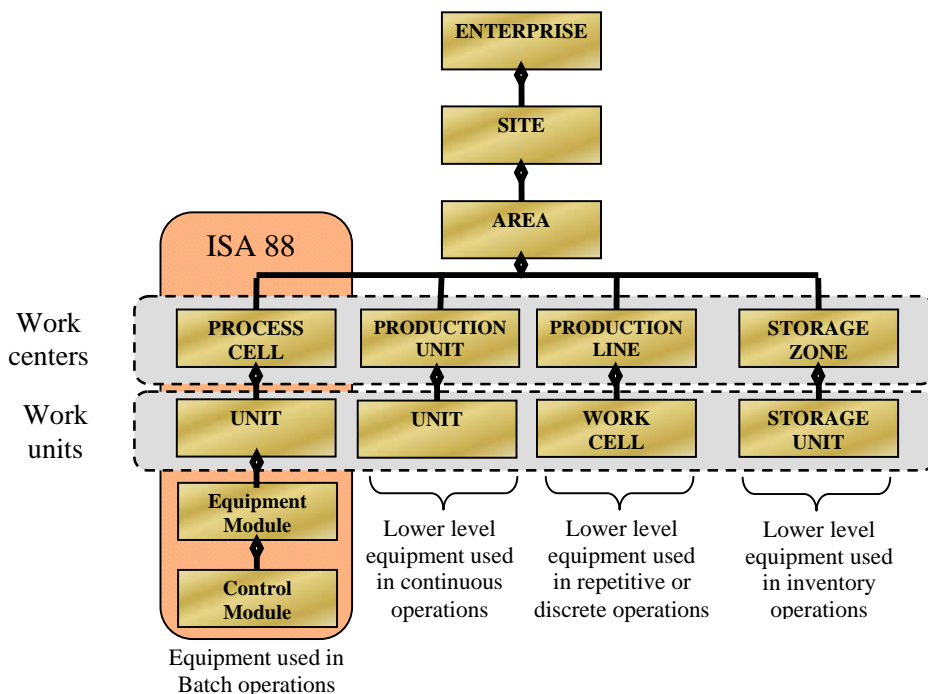 ENTERPRISE
SITE
AREA
ISA 88
Work
centers
PROCESS
CELL
PRODUCTION
UNIT
PRODUCTION
LINE
STORAGE
ZONE
Work
units
UNIT
UNIT
WORK
CELL
STORAGE
UNIT
Equipment
Module
Control
Module
Lower level
equipment used
in continuous
operations
Lower level
equipment used
in repetitive or
discrete operations
Lower level
equipment used
in inventory
operations
Equipment used in
Batch operations